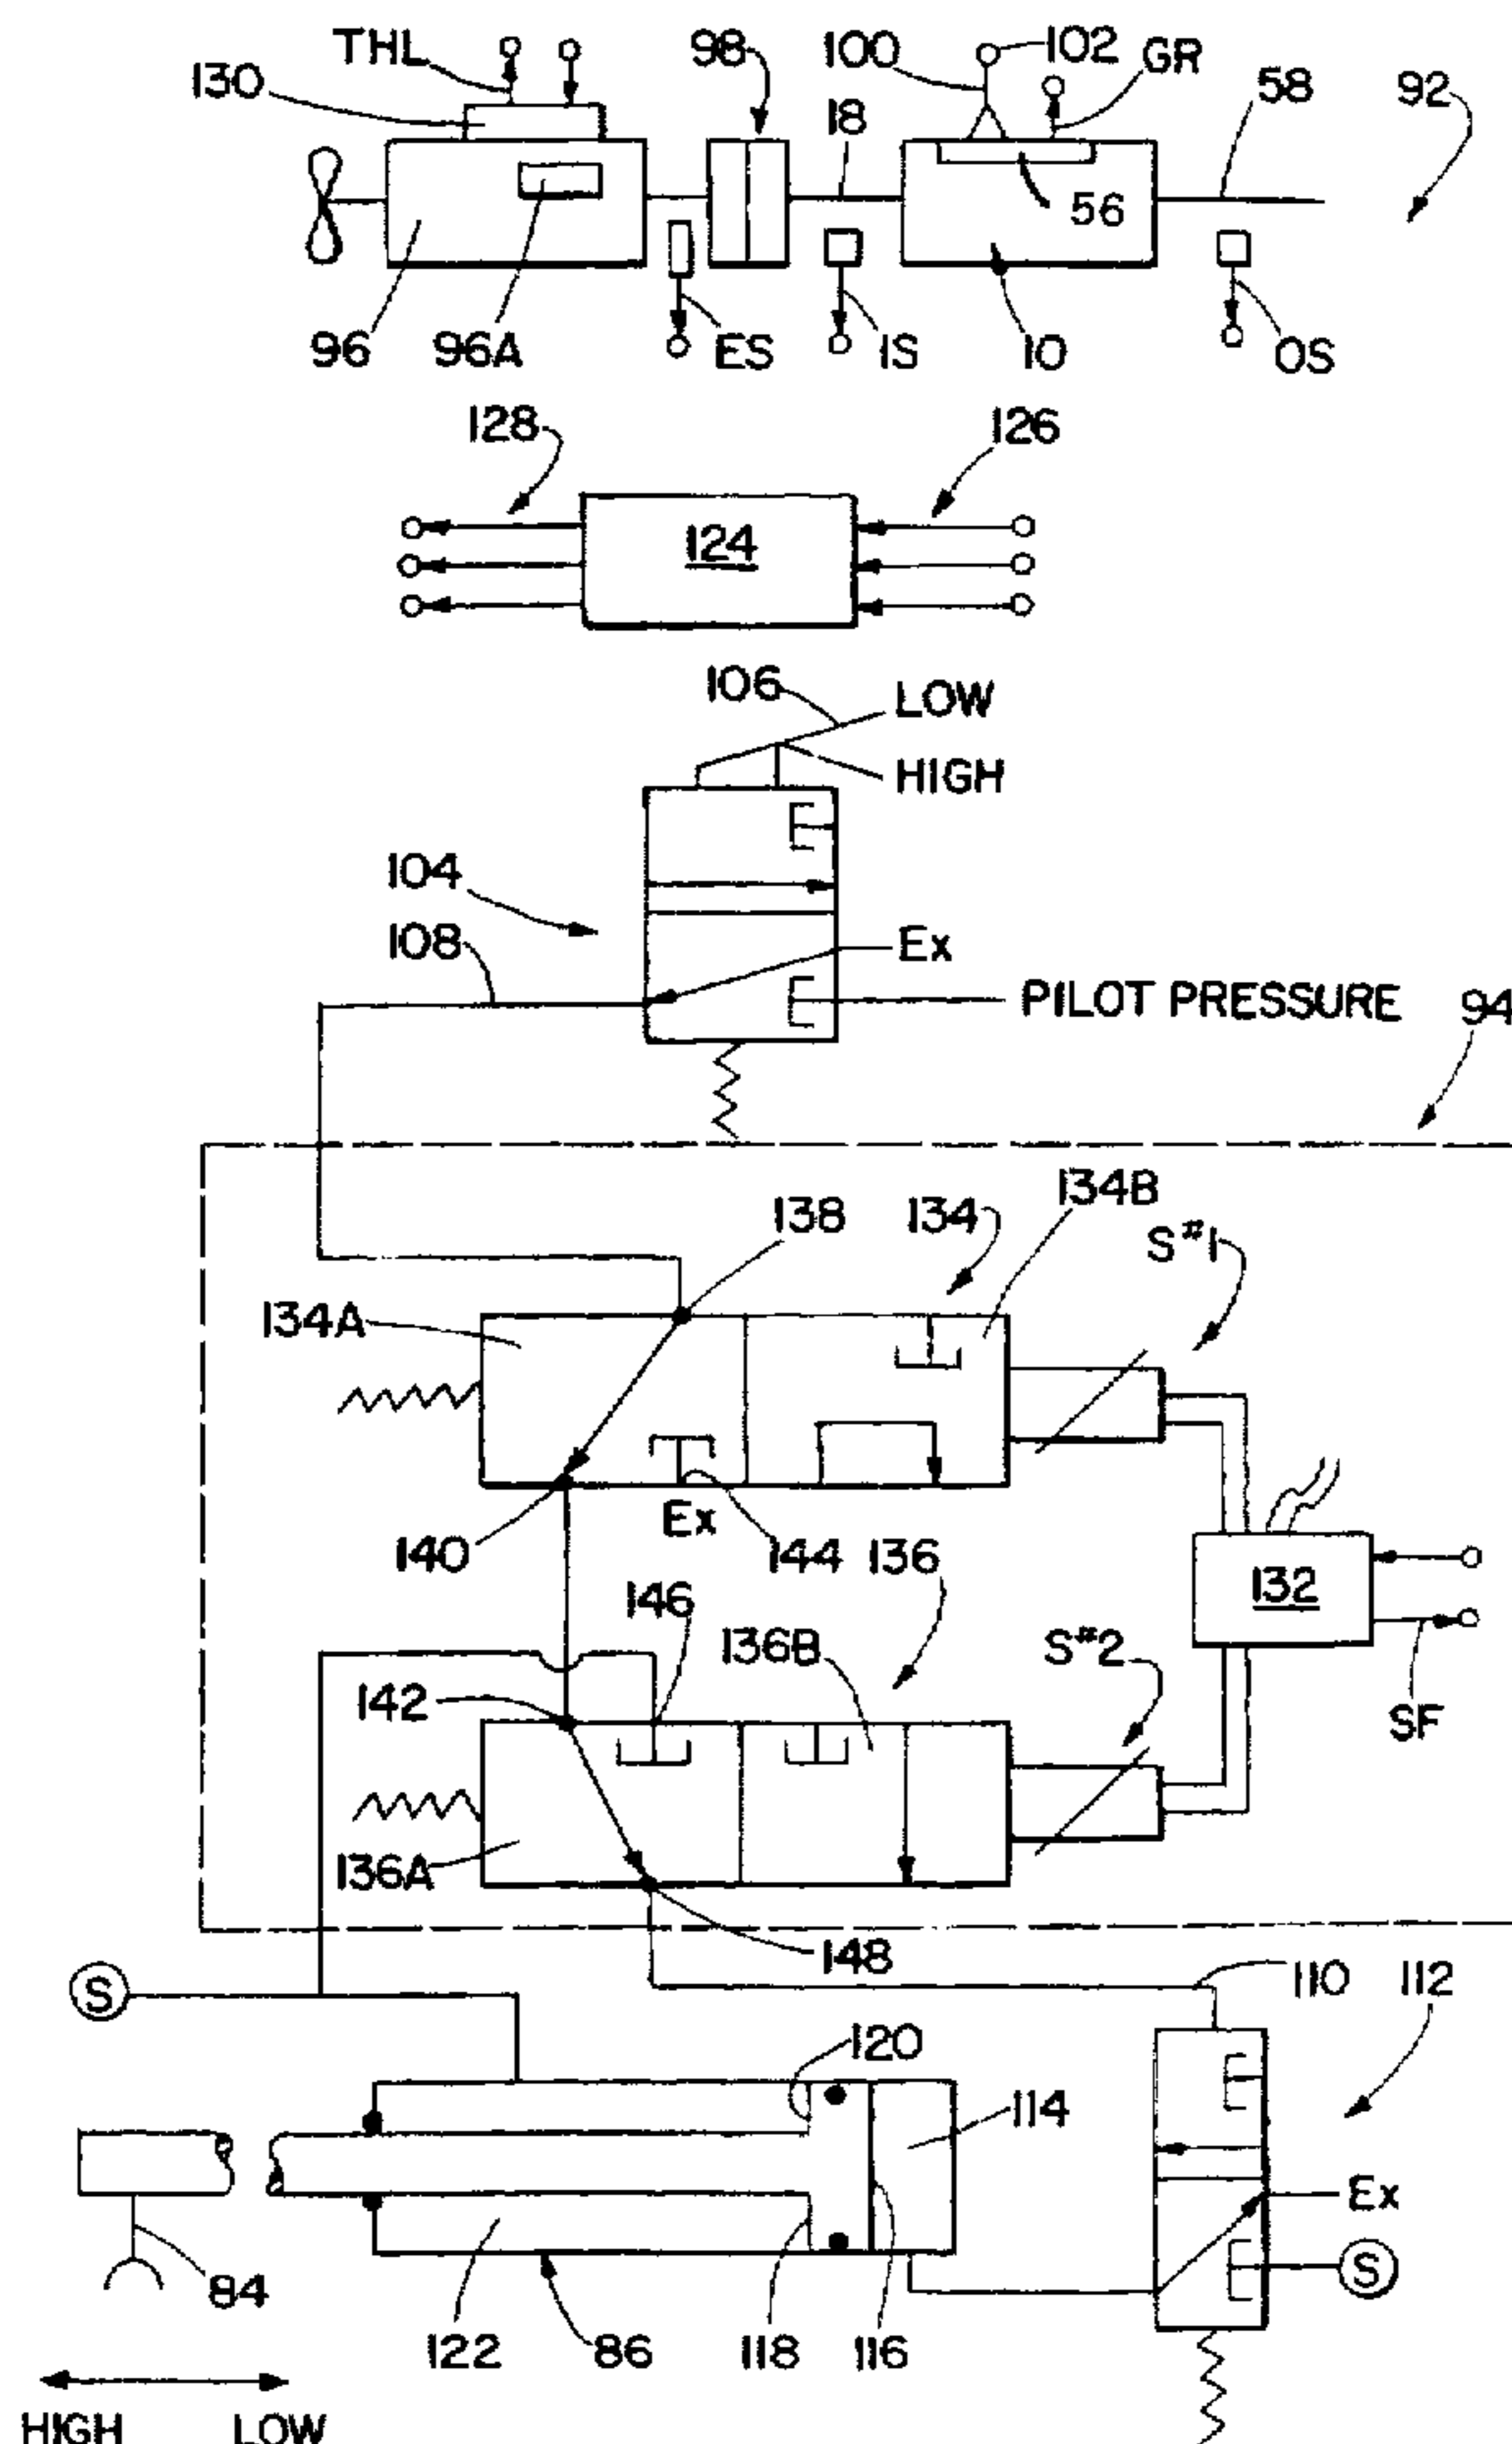 THL 98 100 102 GR
130 18 58 92
56
96 96A ES IS 10 OS
128 126
124
106 LOW
HIGH
104
108 Ex
PILOT PRESSURE 94
138 134 134B
S#1
134A
Ex
140 144 136
132
146
136B S#2
142
SF
136A
148
S 110 112
120
114
Ex
84 S
122 86 118 116
HIGH LOW